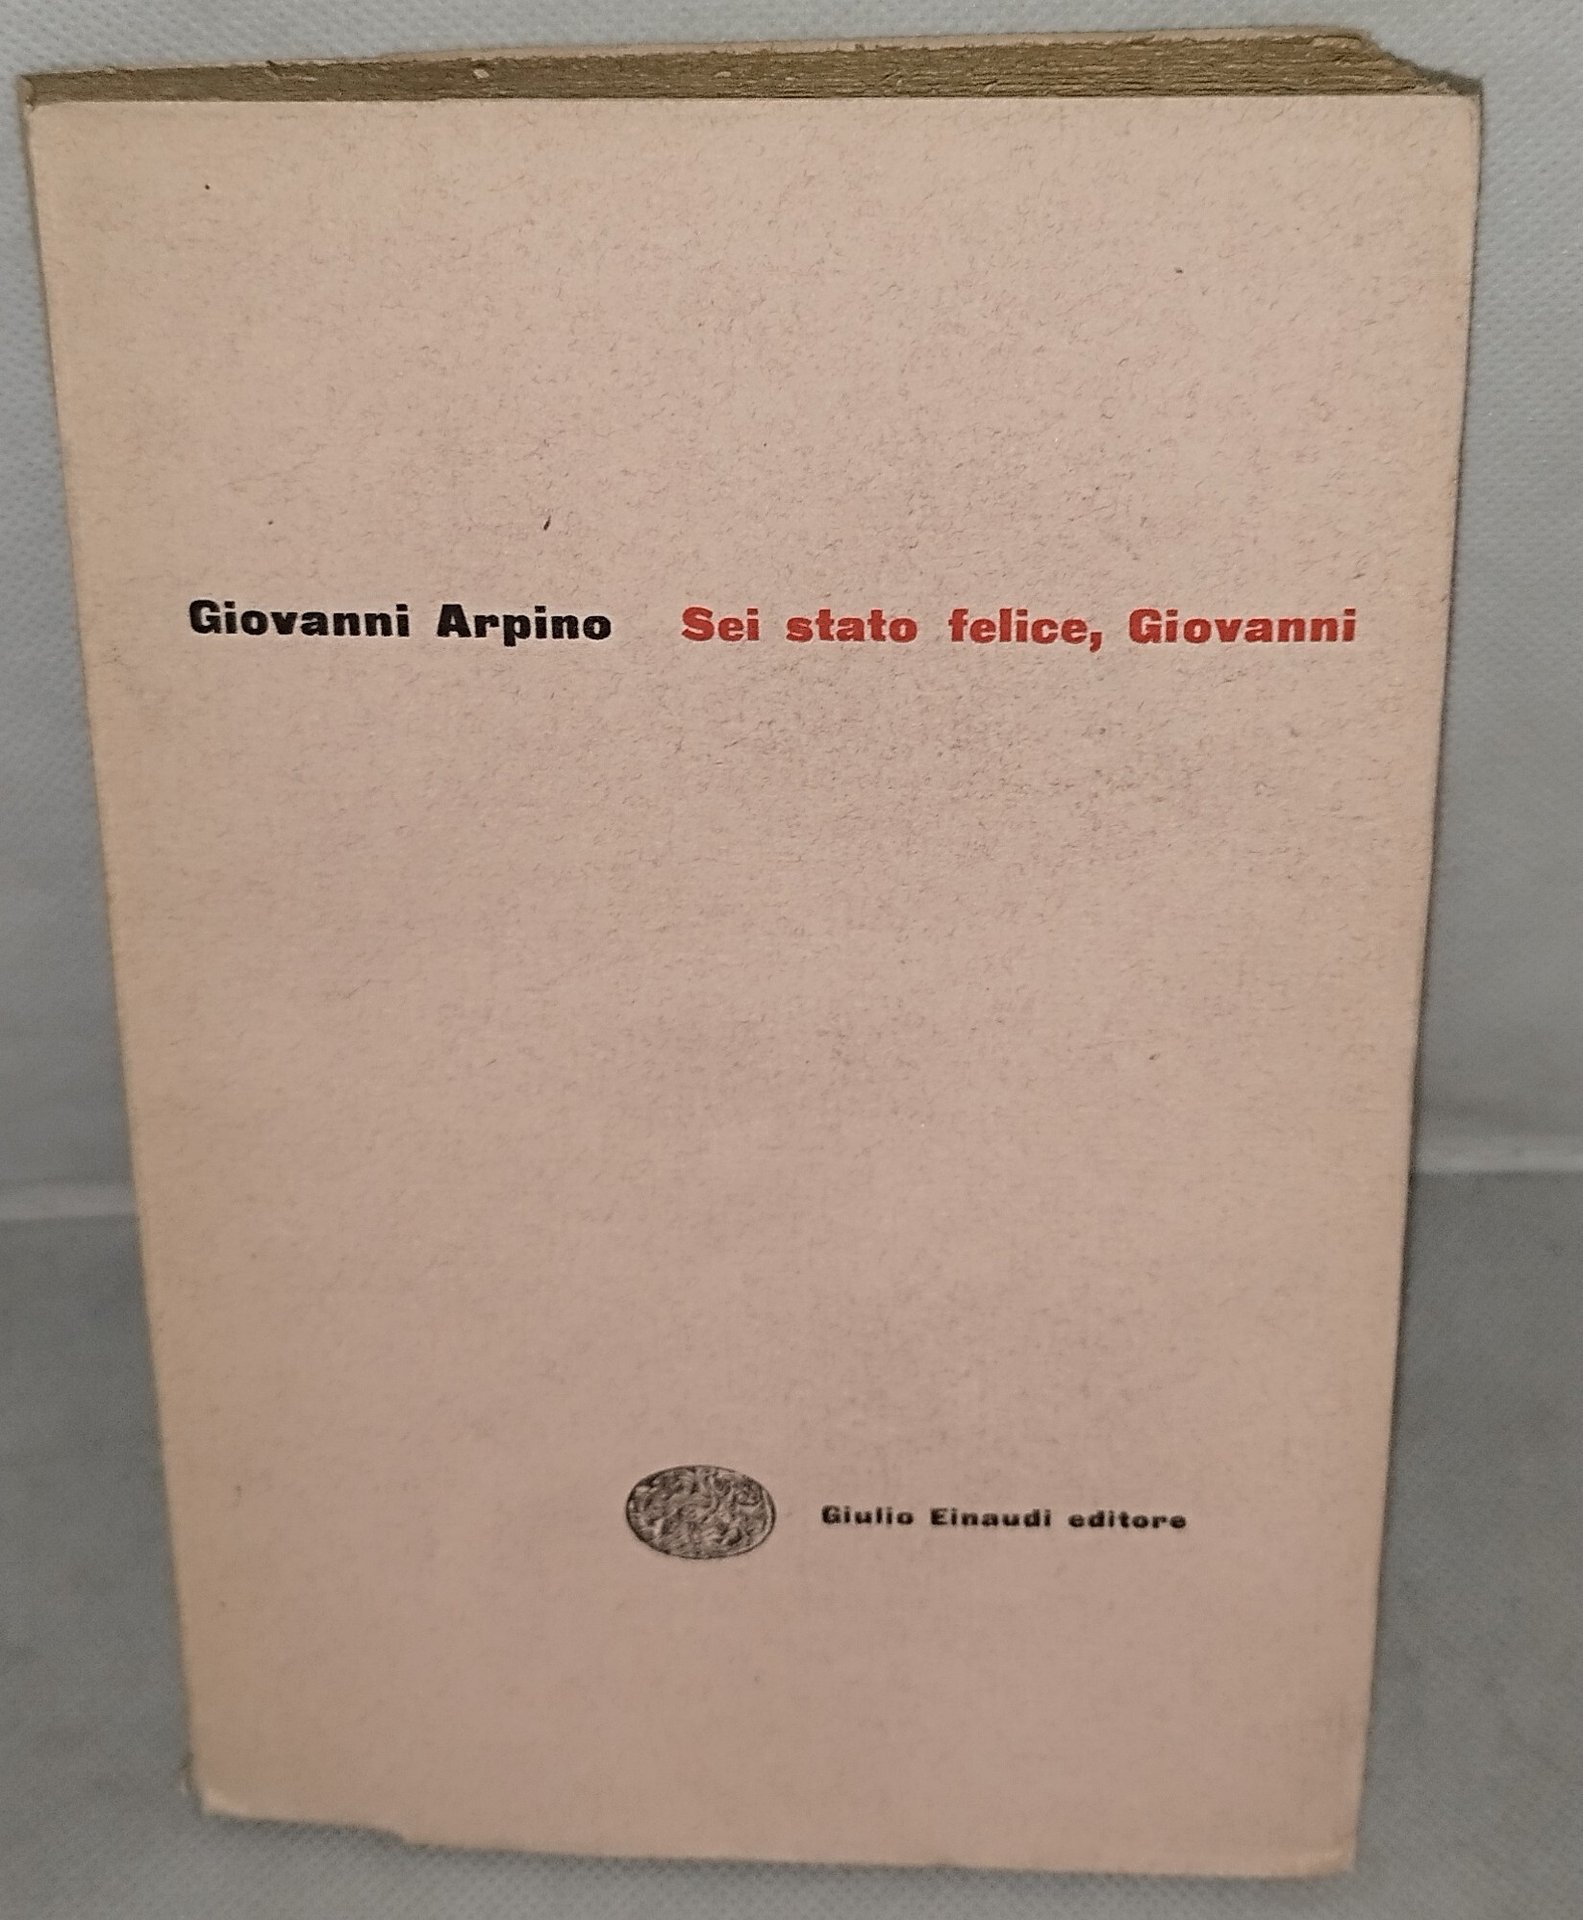 Giovanni Arpino Sei stato felice, Giovanni
Giulio Einaudi editore